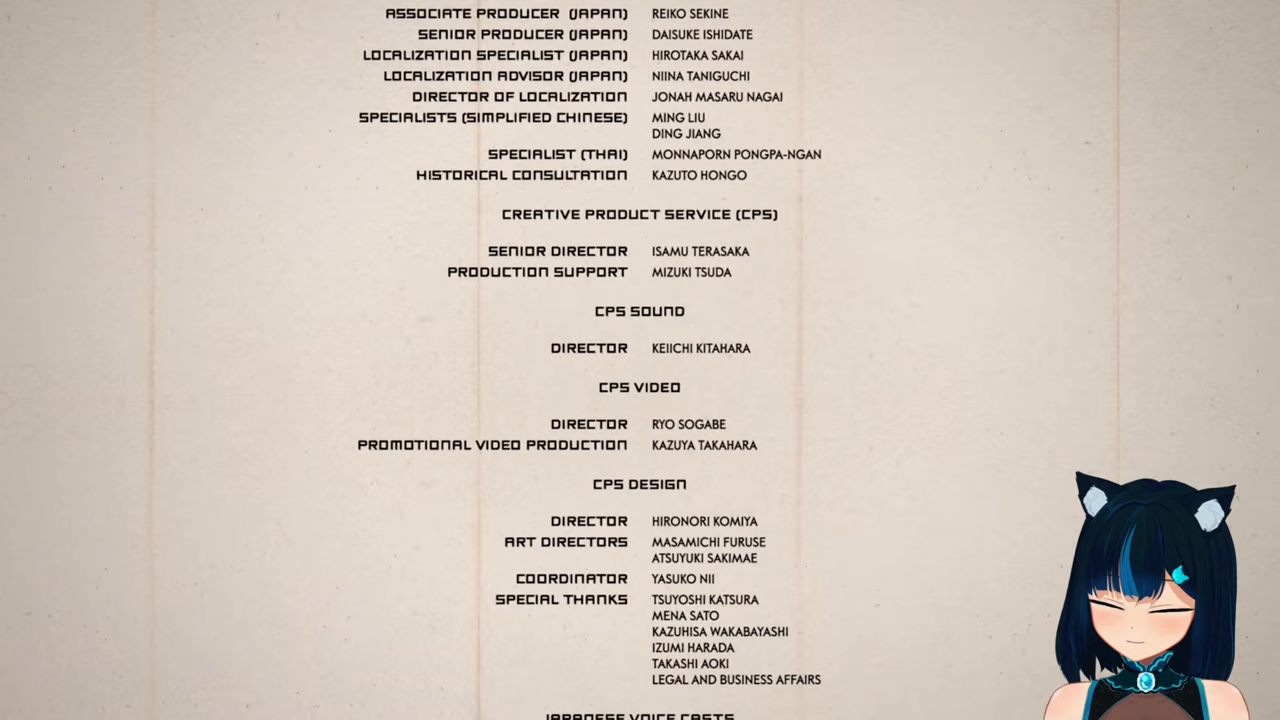 ASSOCIATE PRODUCER (JAPAN) REIKO SEKINE
SENIOR PRODUCER (JAPAN) DAISUKE ISHIDATE
LOCALIZATION SPECIALIST (JAPAN) HIROTAKA SAKAI
LOCALIZATION ADVISOR (JAPAN) NIINA TANIGUCHI
DIRECTOR OF LOCALIZATION JONAH MASARU NAGAI
SPECIALISTS (SIMPLIFIED CHINESE) MING LIU
DING JIANG
SPECIALIST (THAI) MONNAPORN PONGPA-NGAN
HISTORICAL CONSULTATION KAZUTO HONGO
CREATIVE PRODUCT SERVICE (CPS)
SENIOR DIRECTOR ISAMU TERASAKA
PRODUCTION SUPPORT MIZUKI TSUDA
CPS SOUND
DIRECTOR KEIICHI KITAHARA
CPS VIDEO
DIRECTOR RYO SOGABE
PROMOTIONAL VIDEO PRODUCTION KAZUYA TAKAHARA
CPS DESIGN
DIRECTOR HIRONORI KOMIYA
ART DIRECTORS MASAMICHI FURUSE
ATSUYUKI SAKIMAE
COORDINATOR YASUKO NII
SPECIAL THANKS TSUYOSHI KATSURA
MENA SATO
KAZUHISA WAKABAYASHI
IZUMI HARADA
TAKASHI AOKI
LEGAL AND BUSINESS AFFAIRS
JAPANESE VOICE CASTS